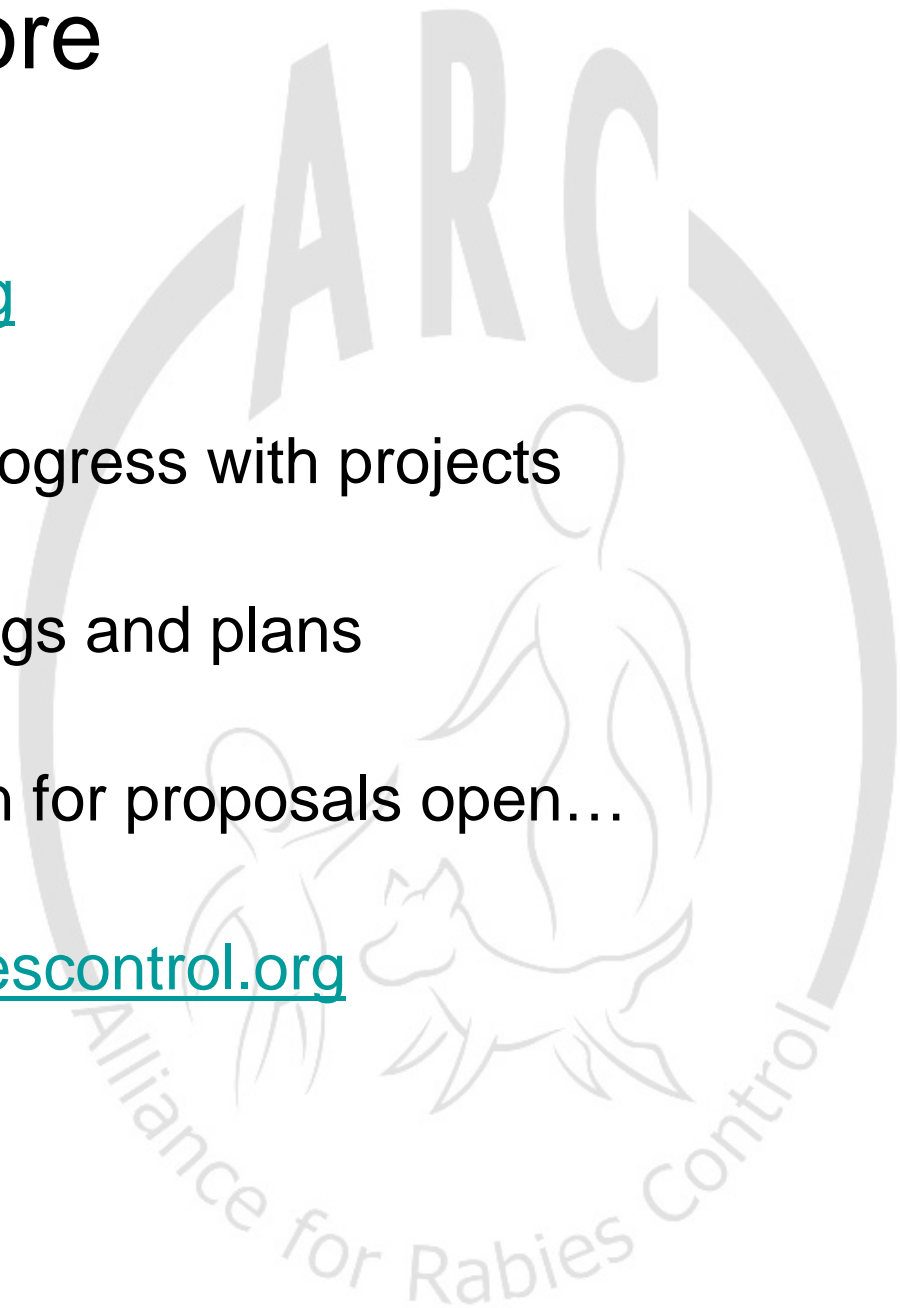 ore
g
ogress with projects
gs and plans
n for proposals open…
escontrol.org
ARC
Alliance for Rabies Control